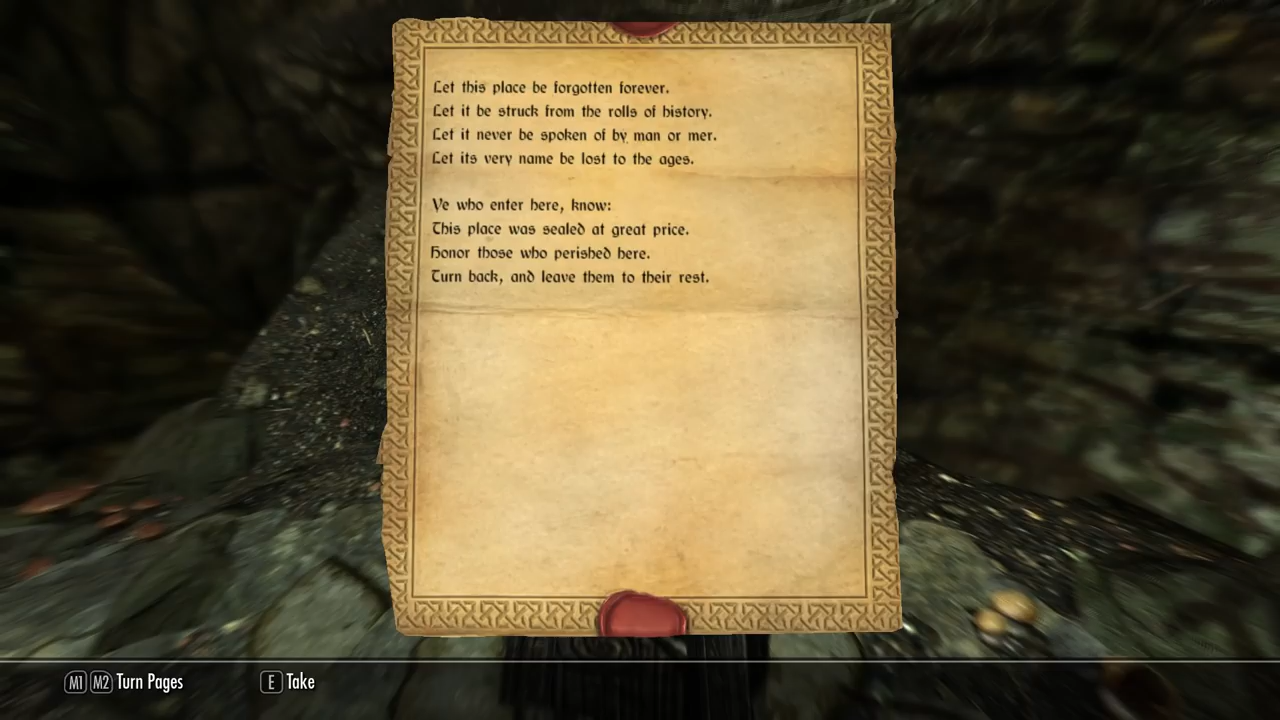 Let this place be forgotten forever.
Let it be struck from the rolls of history.
Let it never be spoken of by man or mer.
Let its very name be lost to the ages.
Ye who enter here, know:
This place was sealed at great price.
Honor those who perished here.
Turn back, and leave them to their rest.
M1 M2 Turn Pages E Take